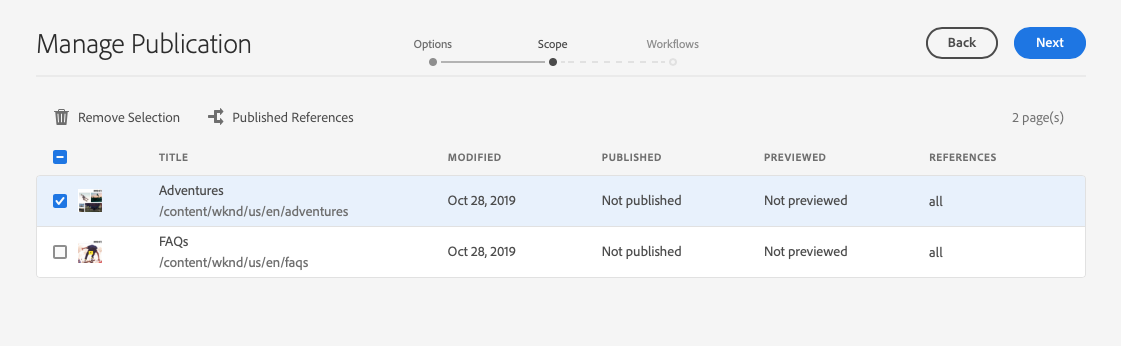 Manage Publication
Options
Scope
Workflows
Back
Next
Remove Selection
Published References
2 page(s)
TITLE
MODIFIED
PUBLISHED
PREVIEWED
REFERENCES
Adventures
/content/wknd/us/en/adventures
Oct 28, 2019
Not published
Not previewed
all
FAQs
/content/wknd/us/en/faqs
Oct 28, 2019
Not published
Not previewed
all